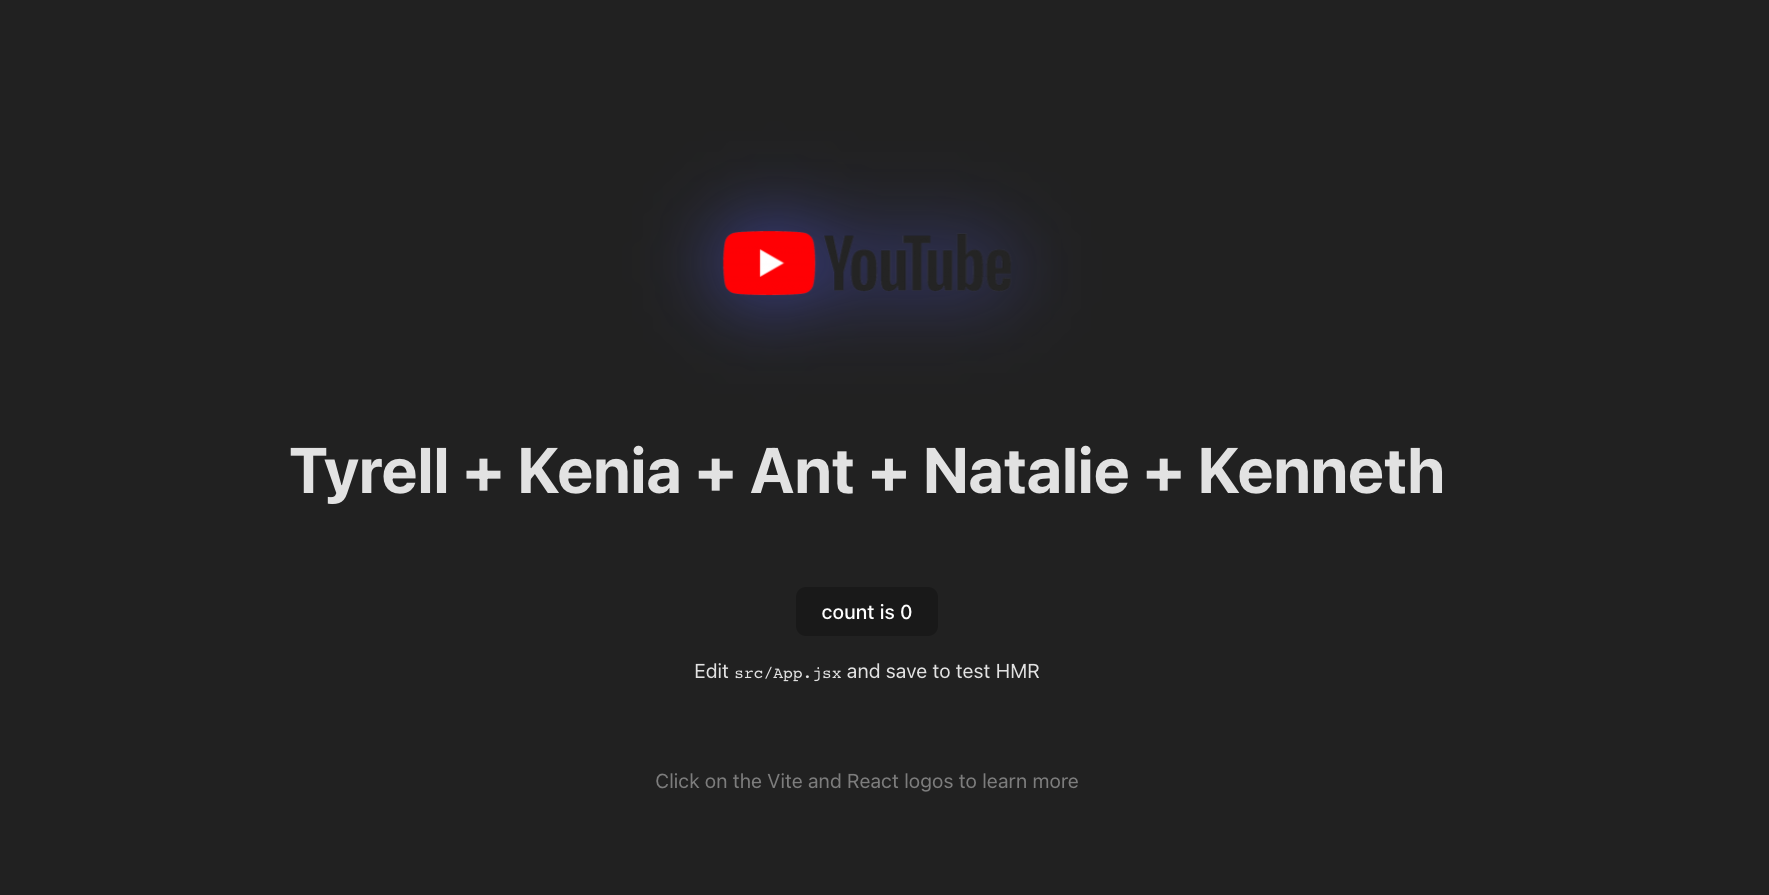 YouTube
Tyrell + Kenia + Ant + Natalie + Kenneth
count is 0
Edit src/App.jsx and save to test HMR
Click on the Vite and React logos to learn more